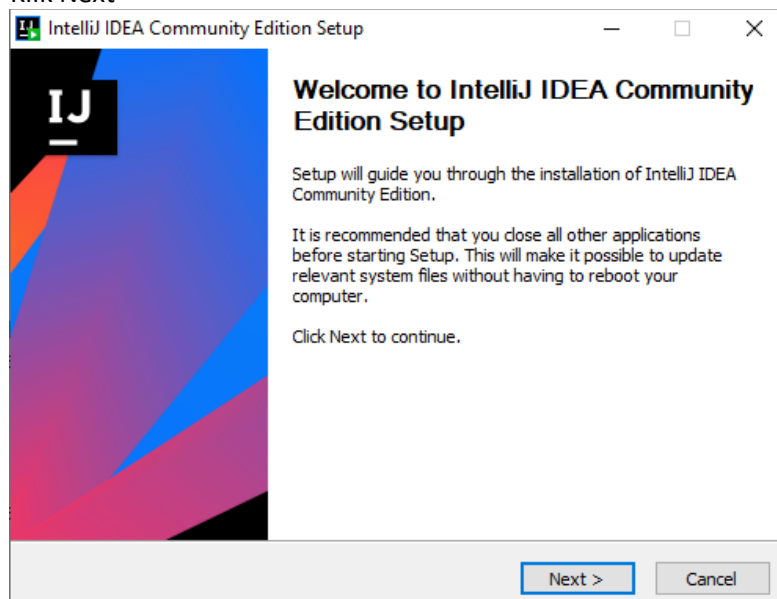 Klik Next
IntelliJ IDEA Community Edition Setup
IJ
Welcome to IntelliJ IDEA Community
Edition Setup
Setup will guide you through the installation of IntelliJ IDEA
Community Edition.
It is recommended that you close all other applications
before starting Setup. This will make it possible to update
relevant system files without having to reboot your
computer.
Click Next to continue.
Next >
Cancel